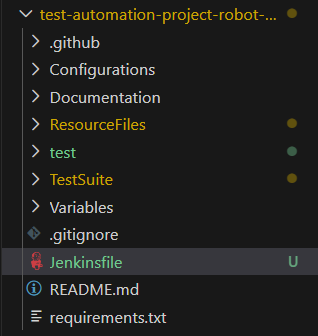 test-automation-project-robot-...
.github
Configurations
Documentation
ResourceFiles
test
TestSuite
Variables
.gitignore
Jenkinsfile U
README.md
requirements.txt